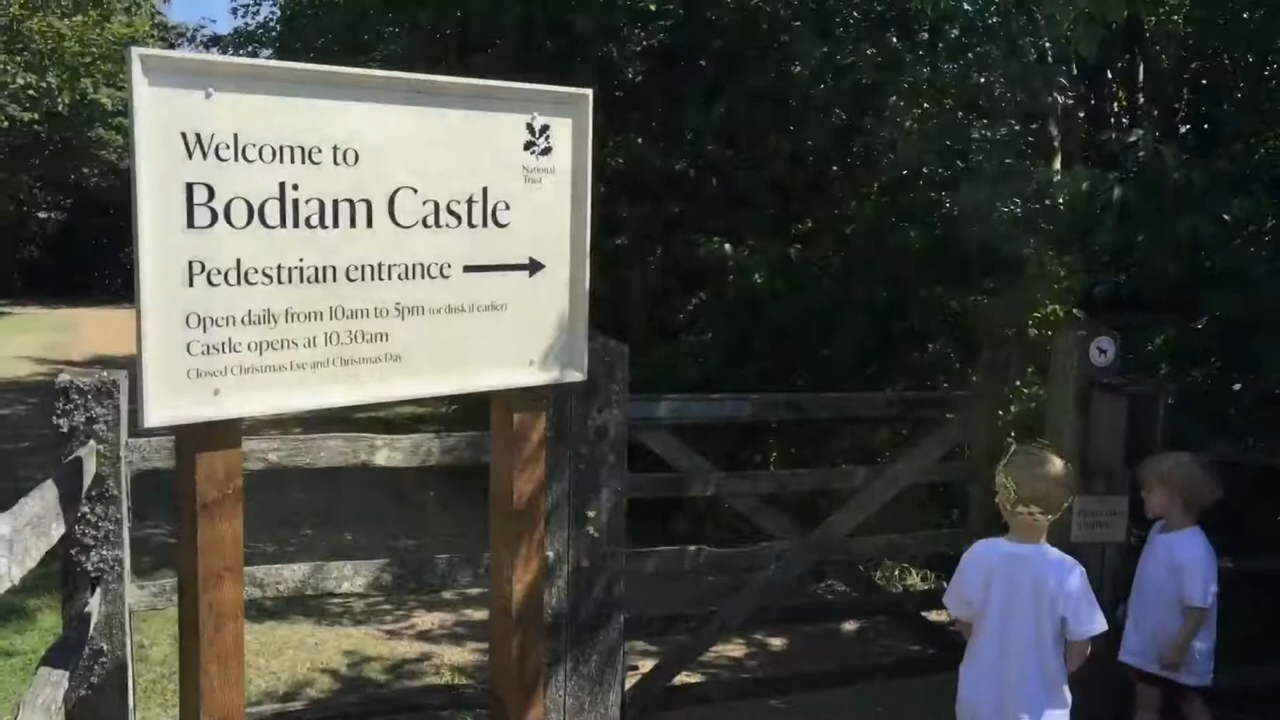 Welcome to
Bodiam Castle
National
Trust
Pedestrian entrance
Open daily from 10am to 5pm (or dusk if earlier)
Castle opens at 10.30am
Closed Christmas Eve and Christmas Day